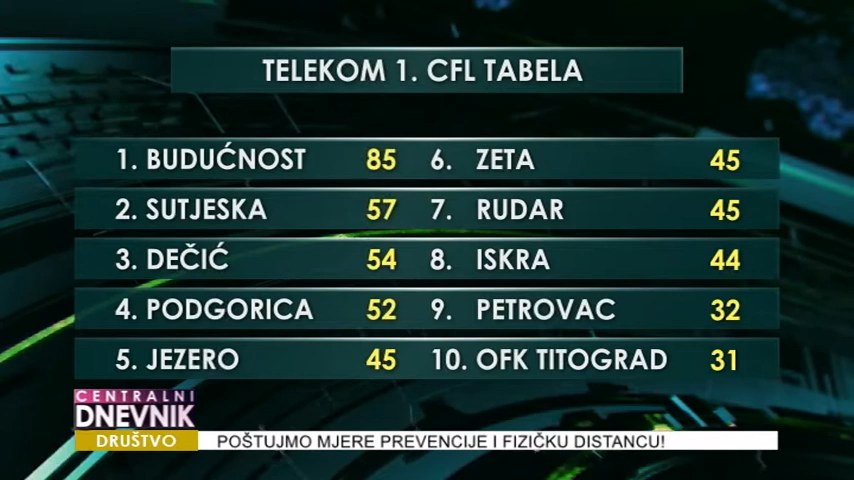 TELEKOM 1. CFL TABELA
1. BUDUĆNOST 85 6. ZETA 45
2. SUTJESKA 57 7. RUDAR 45
3. DEČIĆ 54 8. ISKRA 44
4. PODGORICA 52 9. PETROVAC 32
5. JEZERO 45 10. OFK TITOGRAD 31
CENTRALNI
DNEVNIK
DRUŠTVO POŠTUJMO MJERE PREVENCIJE I FIZIČKU DISTANCU!